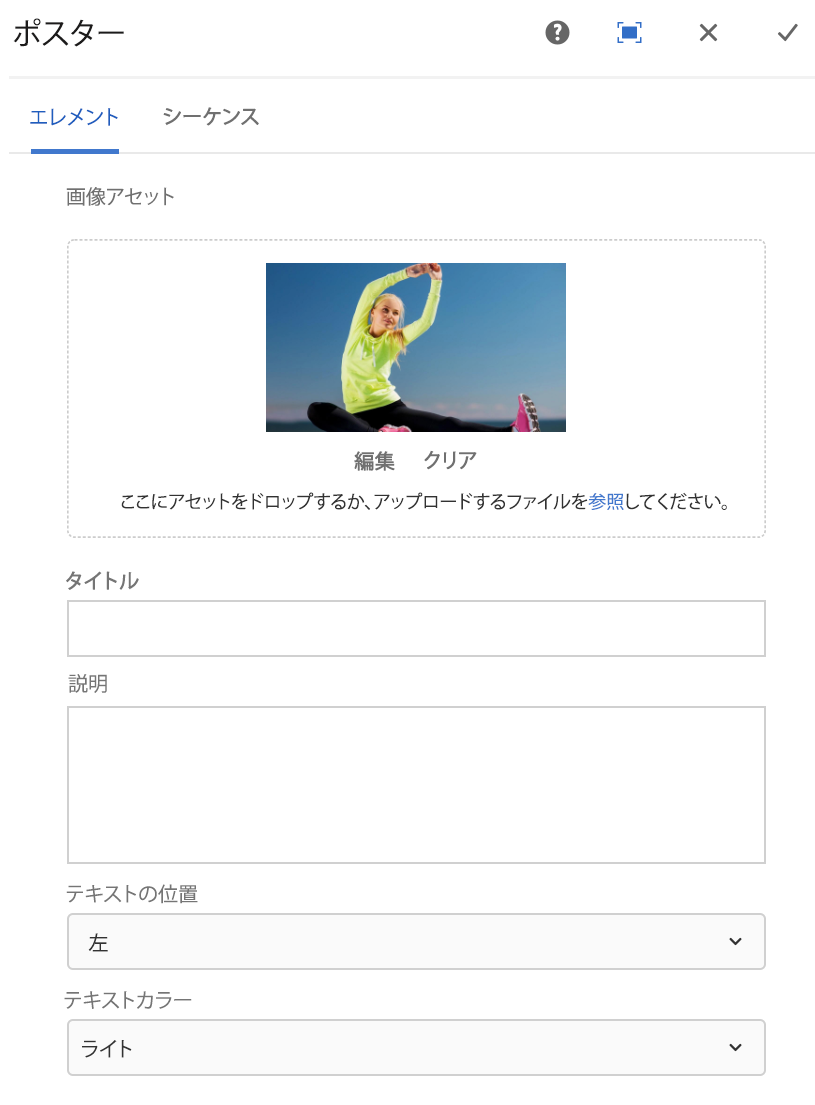 ポスター
エレメント シーケンス
画像アセット
編集 クリア
ここにアセットをドロップするか、アップロードするファイルを参照してください。
タイトル
説明
テキストの位置
左
テキストカラー
ライト